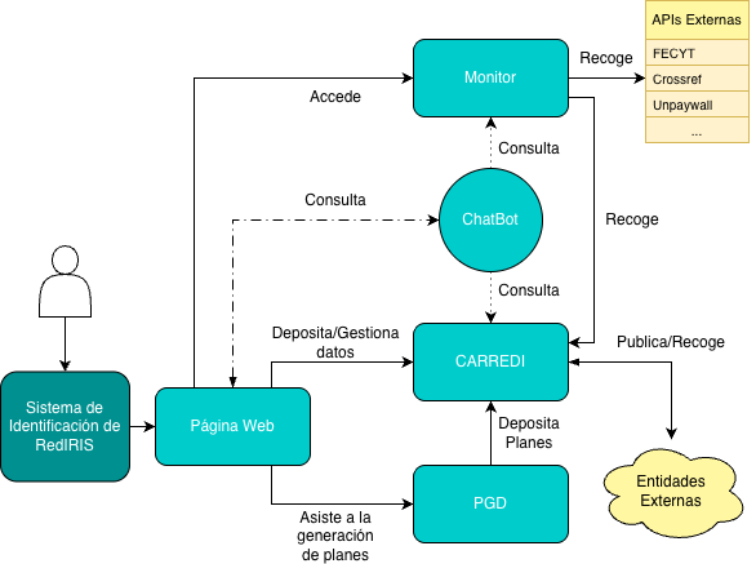 APIs Externas
FECYT
Crossref
Unpaywall
...
Monitor
Recoge
Accede
Consulta
Consulta
ChatBot
Recoge
Consulta
Deposita/Gestiona
datos
CARREDI
Publica/Recoge
Sistema de
Identificación de
RedIRIS
Página Web
Deposita
Planes
Entidades
Externas
PGD
Asiste a la
generación
de planes